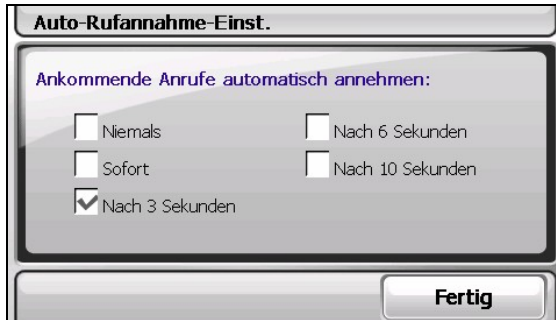 Auto-Rufannahme-Einst.
Ankommende Anrufe automatisch annehmen:
Niemals
Nach 6 Sekunden
Sofort
Nach 10 Sekunden
Nach 3 Sekunden
Fertig